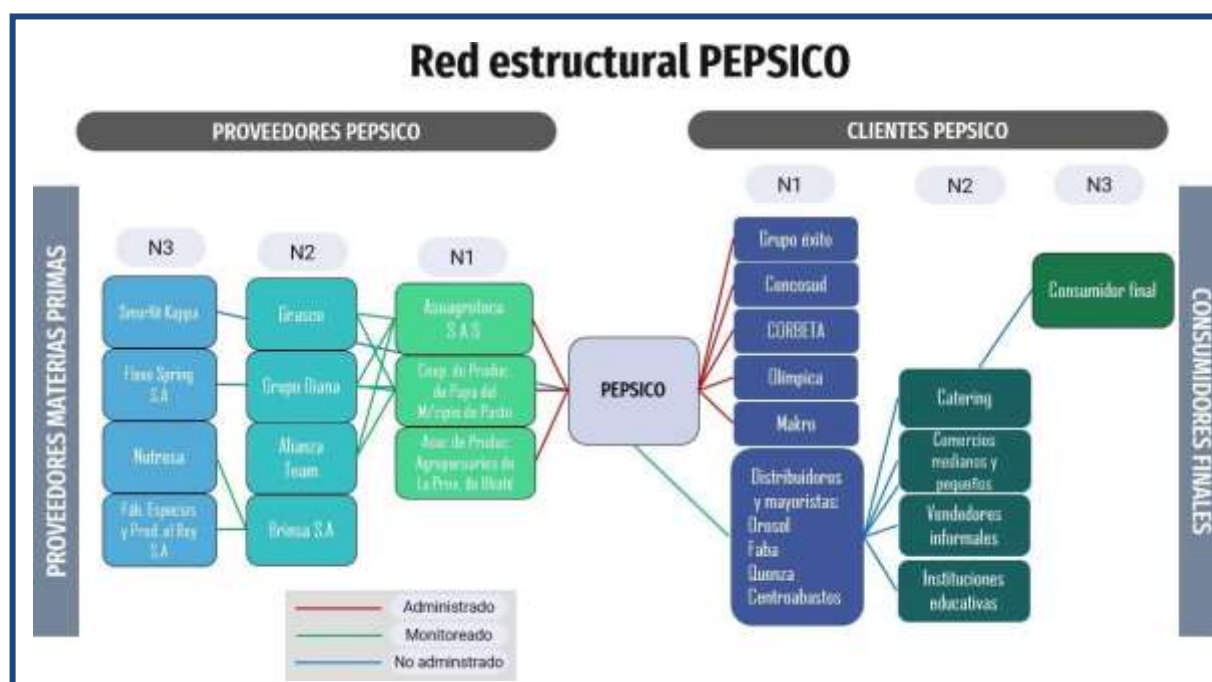 Red estructural PEPSICO
PROVEEDORES PEPSICO
CLIENTES PEPSICO
PROVEEDORES MATERIAS PRIMAS
N3
Smurfit Kappa
Flexo Spring
S.A
Nutresa
Fáb. Especias
y Prod. el Rey
S.A
N2
Grasco
Grupo Diana
Alianza
Team
Brinsa S.A
N1
S A S
Coop. de Produc.
de Papa del
M/cipio de Pasto
Asoc de Produc.
Agropecuarios de
La Prov. de Ubaté
PEPSICO
N1
Grupo éxito
Cencosud
CORBETA
Olímpica
Makro
Distribuidores
y mayoristas:
Orosol
Faba
Quenza
Centroabastos
N2
Catering
Comercios
medianos y
pequeños
Vendedores
informales
Instituciones
educativas
N3
Consumidor final
CONSUMIDORES FINALES
Administrado
Monitoreado
No adminstrado